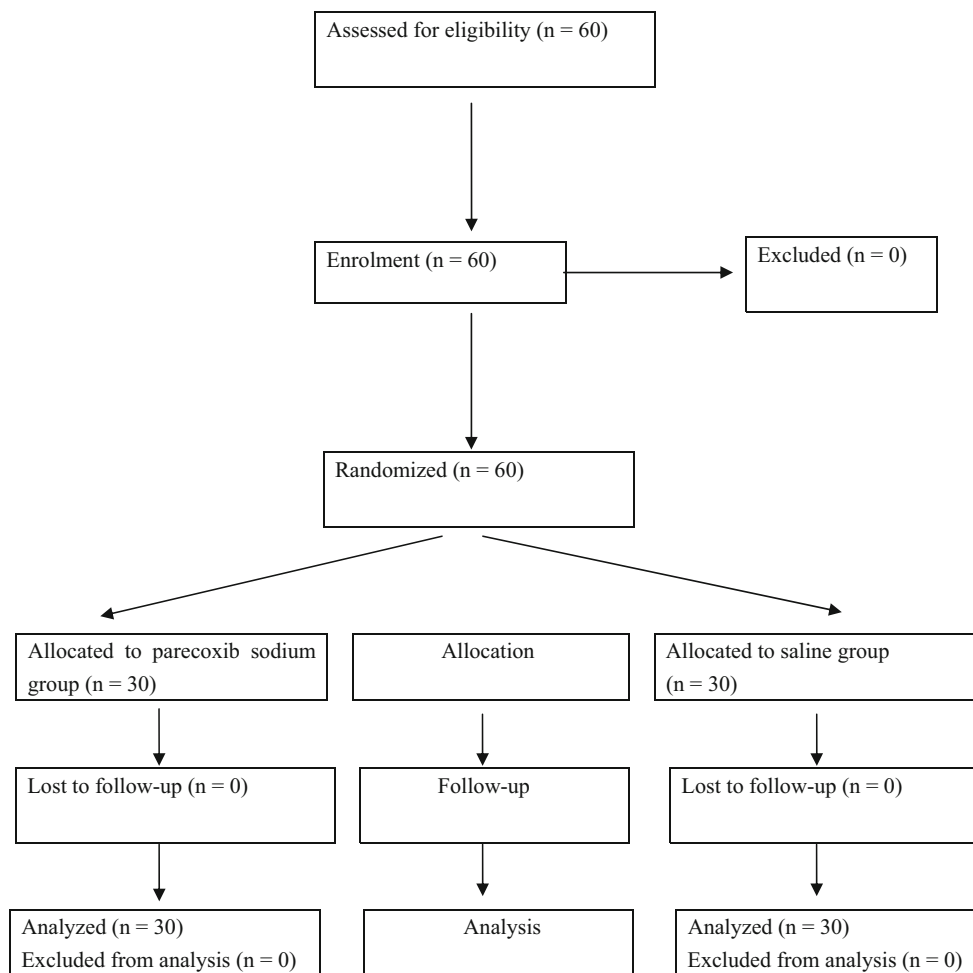 Assessed for eligibility (n = 60)
Enrolment (n = 60)
Excluded (n = 0)
Randomized (n = 60)
Allocated to parecoxib sodium
group (n = 30)
Allocation
Allocated to saline group
(n = 30)
Lost to follow-up (n = 0)
Follow-up
Lost to follow-up (n = 0)
Analyzed (n = 30)
Excluded from analysis (n = 0)
Analysis
Analyzed (n = 30)
Excluded from analysis (n = 0)